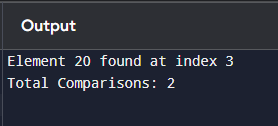 Output
Element 20 found at index 3
Total Comparisons: 2